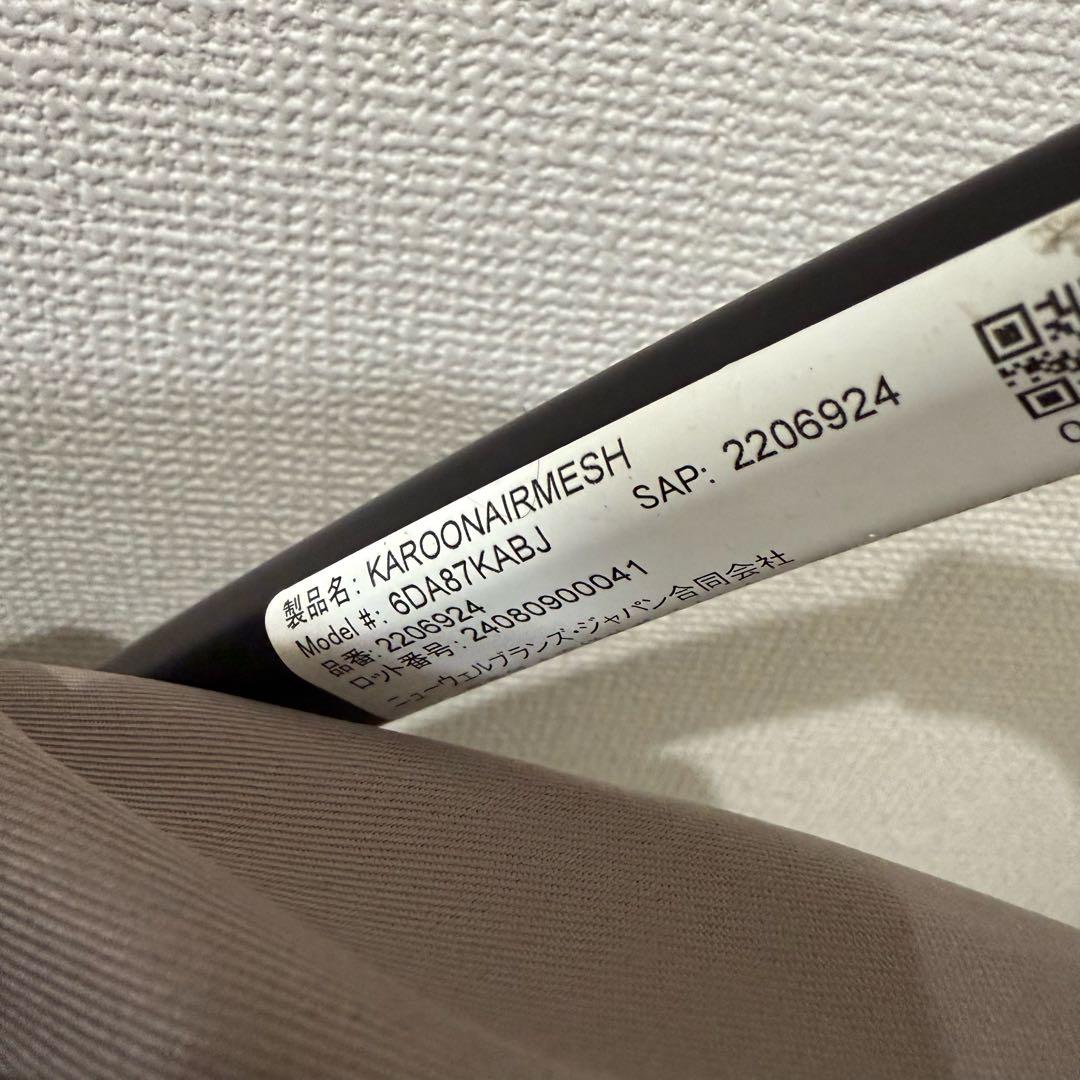 製品名: KAROONAIRMESH
Model #: 6DA87KABJ
SAP: 2206924
品番: 2206924
ロット番号: 24080900041
ニューウェルブランズ・ジャパン合同会社